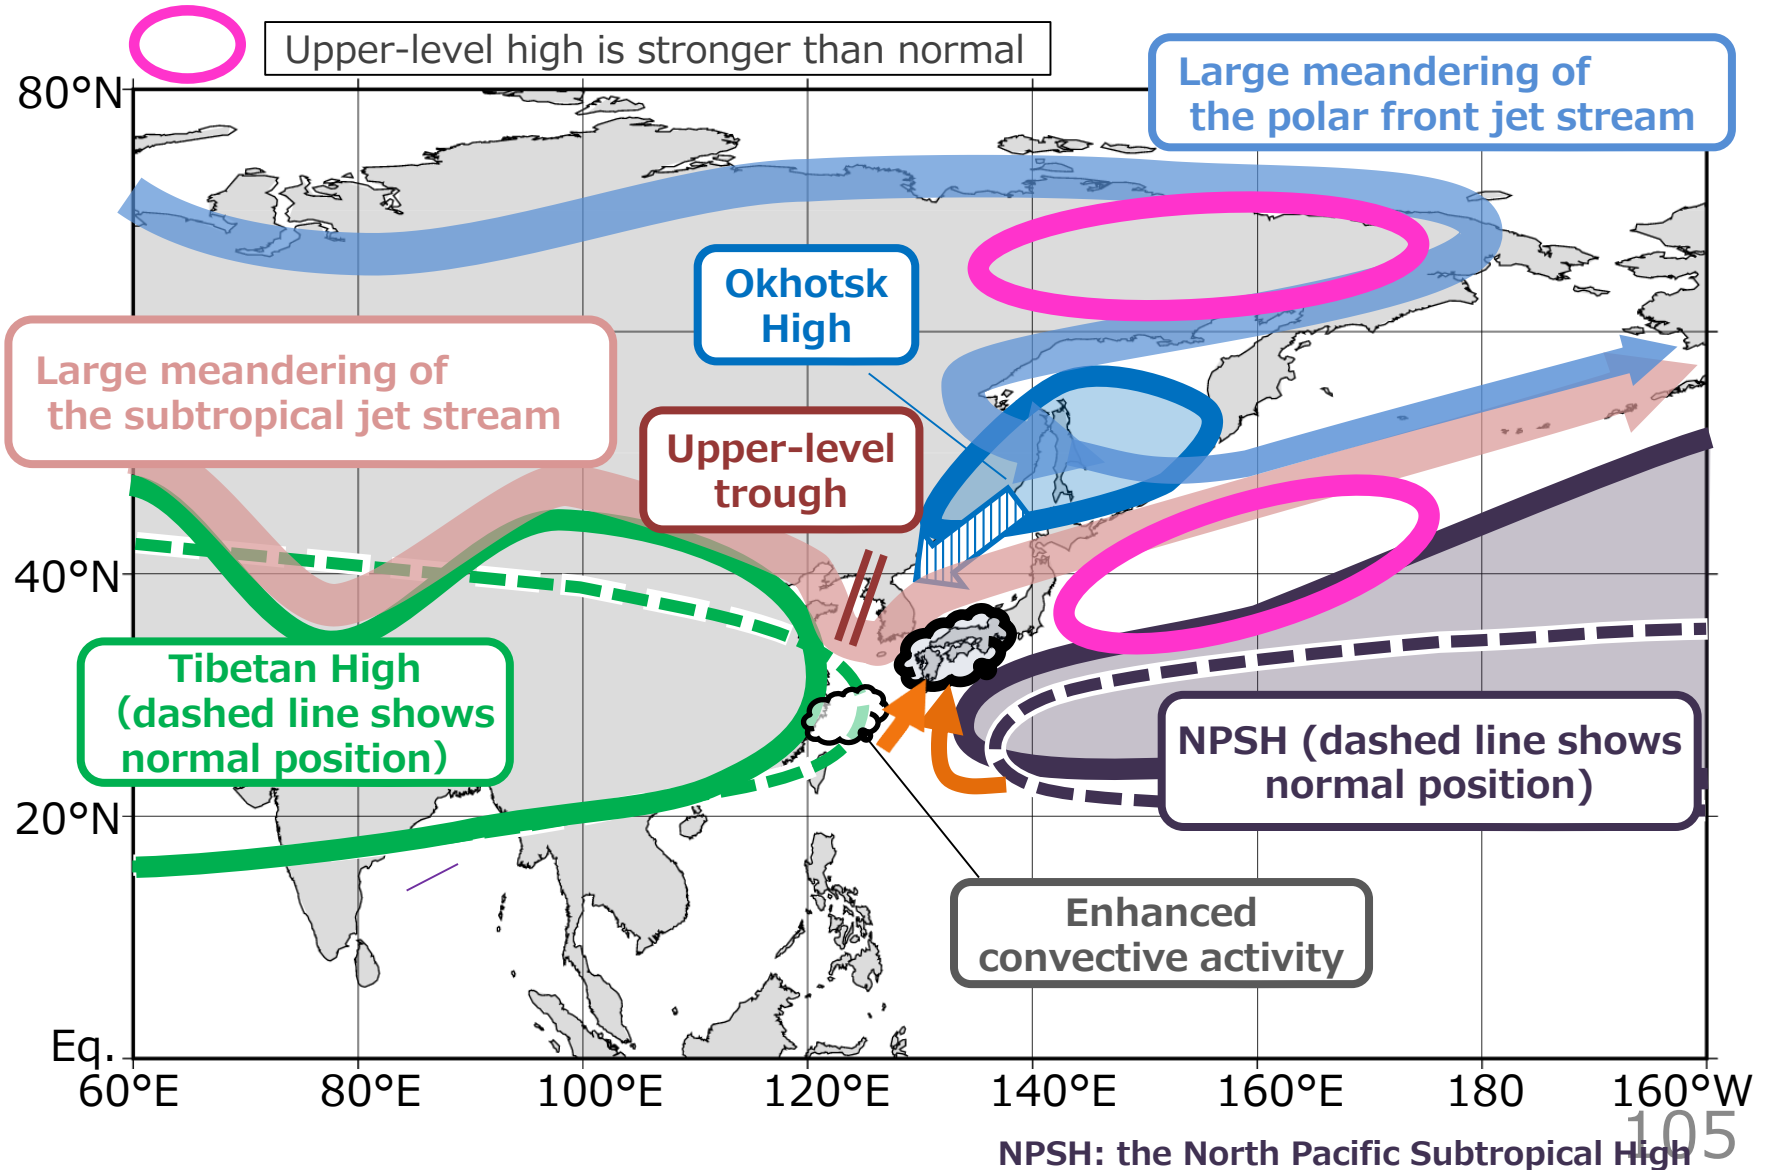 Upper-level high is stronger than normal
Large meandering of
the polar front jet stream
80°N
Okhotsk
High
Large meandering of
the subtropical jet stream
Upper-level
trough
40°N
Tibetan High
(dashed line shows
normal position)
NPSH (dashed line shows
normal position)
20°N
Enhanced
convective activity
Eq.
60°E 80°E 100°E 120°E 140°E 160°E 180 160°W
105
NPSH: the North Pacific Subtropical High